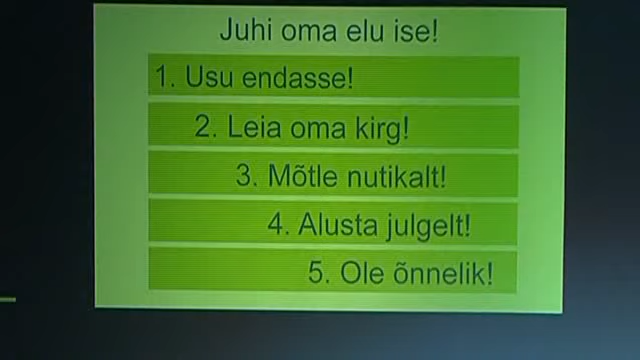 Juhi oma elu ise!
1. Usu endasse!
2. Leia oma kirg!
3. Mõtle nutikalt!
4. Alusta julgelt!
5. Ole õnnelik!